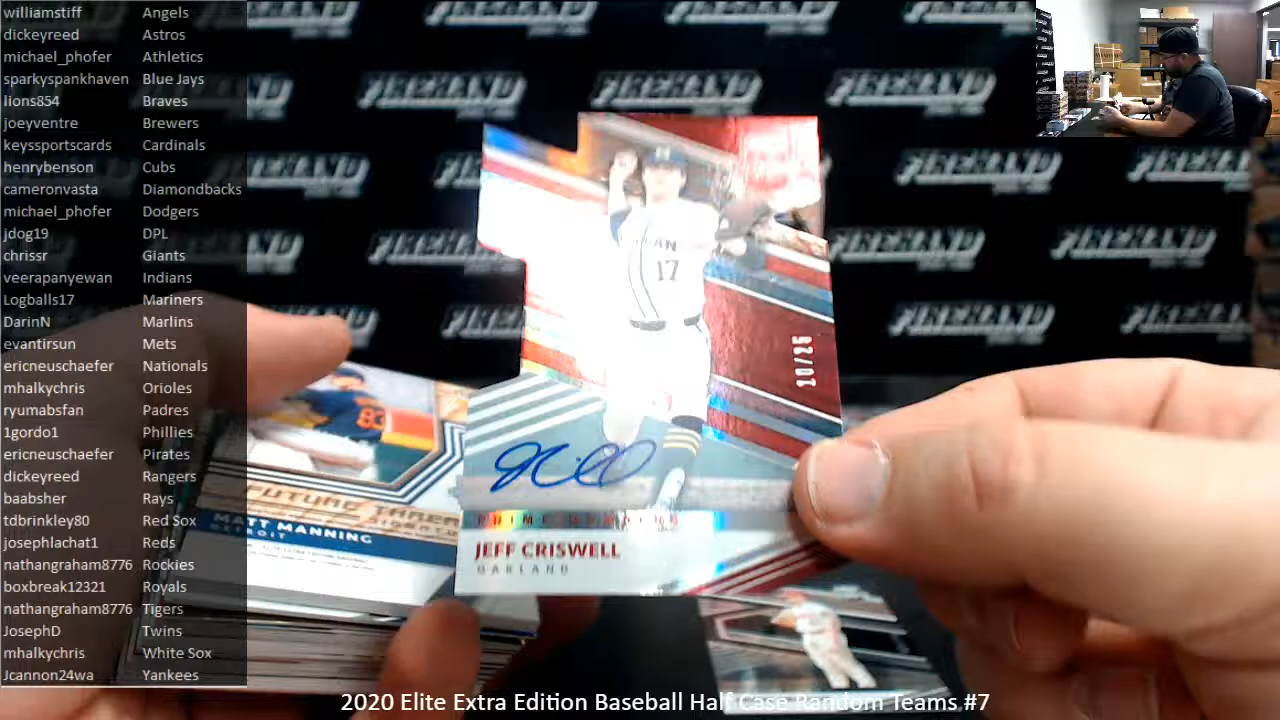 williamstiff Angels
dickeyreed Astros
michael_phofer Athletics
sparkyspankhaven Blue Jays
lions854 Braves
joeyventre Brewers
keyssportscards Cardinals
henrybenson Cubs
cameronvasta Diamondbacks
michael_phofer Dodgers
jdog19 DPL
chrissr Giants
veerapanyewan Indians
Logballs17 Mariners
DarinN Marlins
evantirsun Mets
ericneuschaefer Nationals
mhalkychris Orioles
ryumabsfan Padres
1gordo1 Phillies
ericneuschaefer Pirates
dickeyreed Rangers
baabsher Rays
tdbrinkley80 Red Sox
josephlachat1 Reds
nathangraham8776 Rockies
boxbreak12321 Royals
nathangraham8776 Tigers
JosephD Twins
mhalkychris White Sox
Jcannon24wa Yankees
FIREHAND
17
10/25
JEFF CRISWELL
OAKLAND
83
FUTURE THREADS
MATT MANNING
DETROIT
2020 Elite Extra Edition Baseball Half Case Random Teams #7